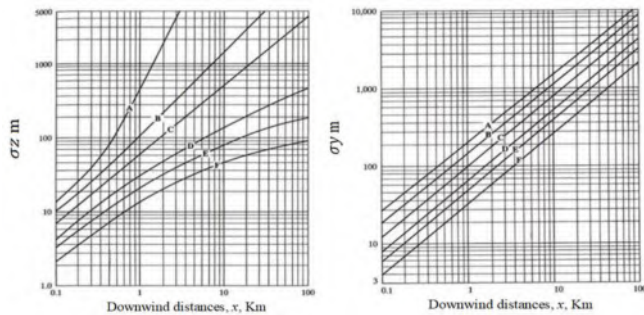 5000
1000
100
10
1.0
σz m
A
B
C
D
E
F
0.1
1
10
100
Downwind distances, x, Km
10,000
1,000
100
10
3
σy m
A
B
C
D
E
F
0.1
1
10
100
Downwind distances, x, Km